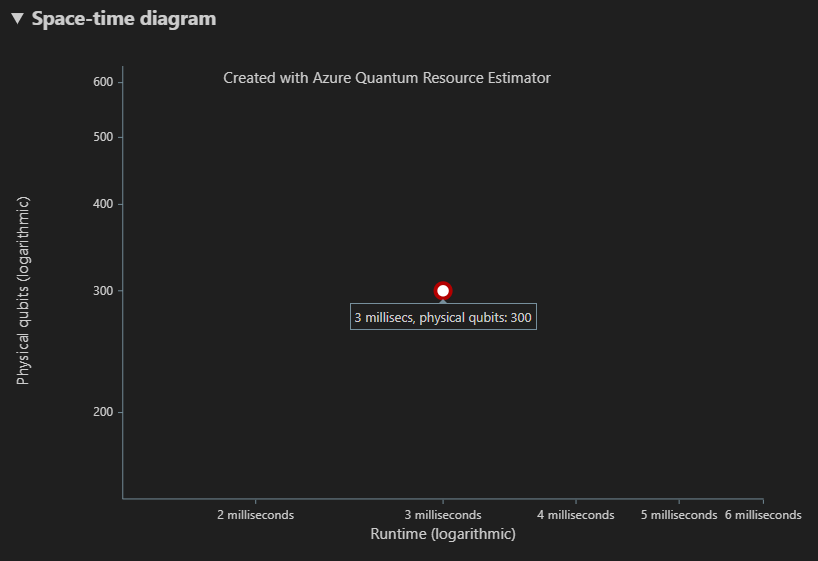 ▼ Space-time diagram
Created with Azure Quantum Resource Estimator
Physical qubits (logarithmic)
600
500
400
300
200
3 millisecs, physical qubits: 300
2 milliseconds
3 milliseconds
4 milliseconds
5 milliseconds
6 milliseconds
Runtime (logarithmic)